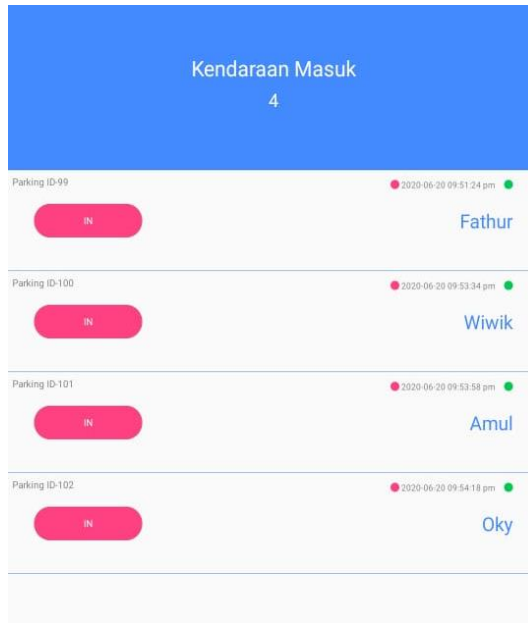 Kendaraan Masuk
4
Parking ID-99
2020-06-20 09:51:24 pm
IN
Fathur
Parking ID-100
2020-06-20 09:53:34 pm
IN
Wiwik
Parking ID-101
2020-06-20 09:53:58 pm
IN
Amul
Parking ID-102
2020-06-20 09:54:18 pm
IN
Oky